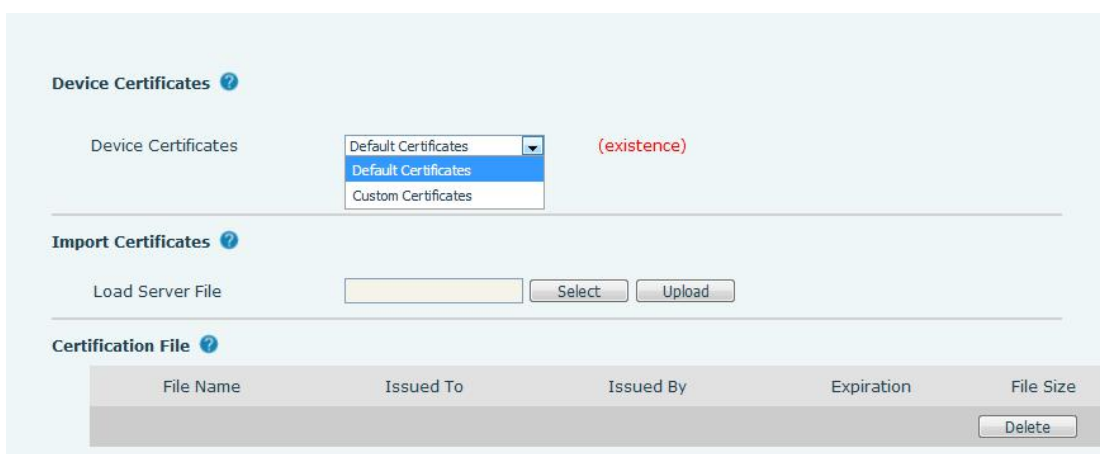 Device Certificates ?
Device Certificates Default Certificates (existence)
Default Certificates
Custom Certificates
Import Certificates ?
Load Server File Select Upload
Certification File ?
File Name Issued To Issued By Expiration File Size
Delete